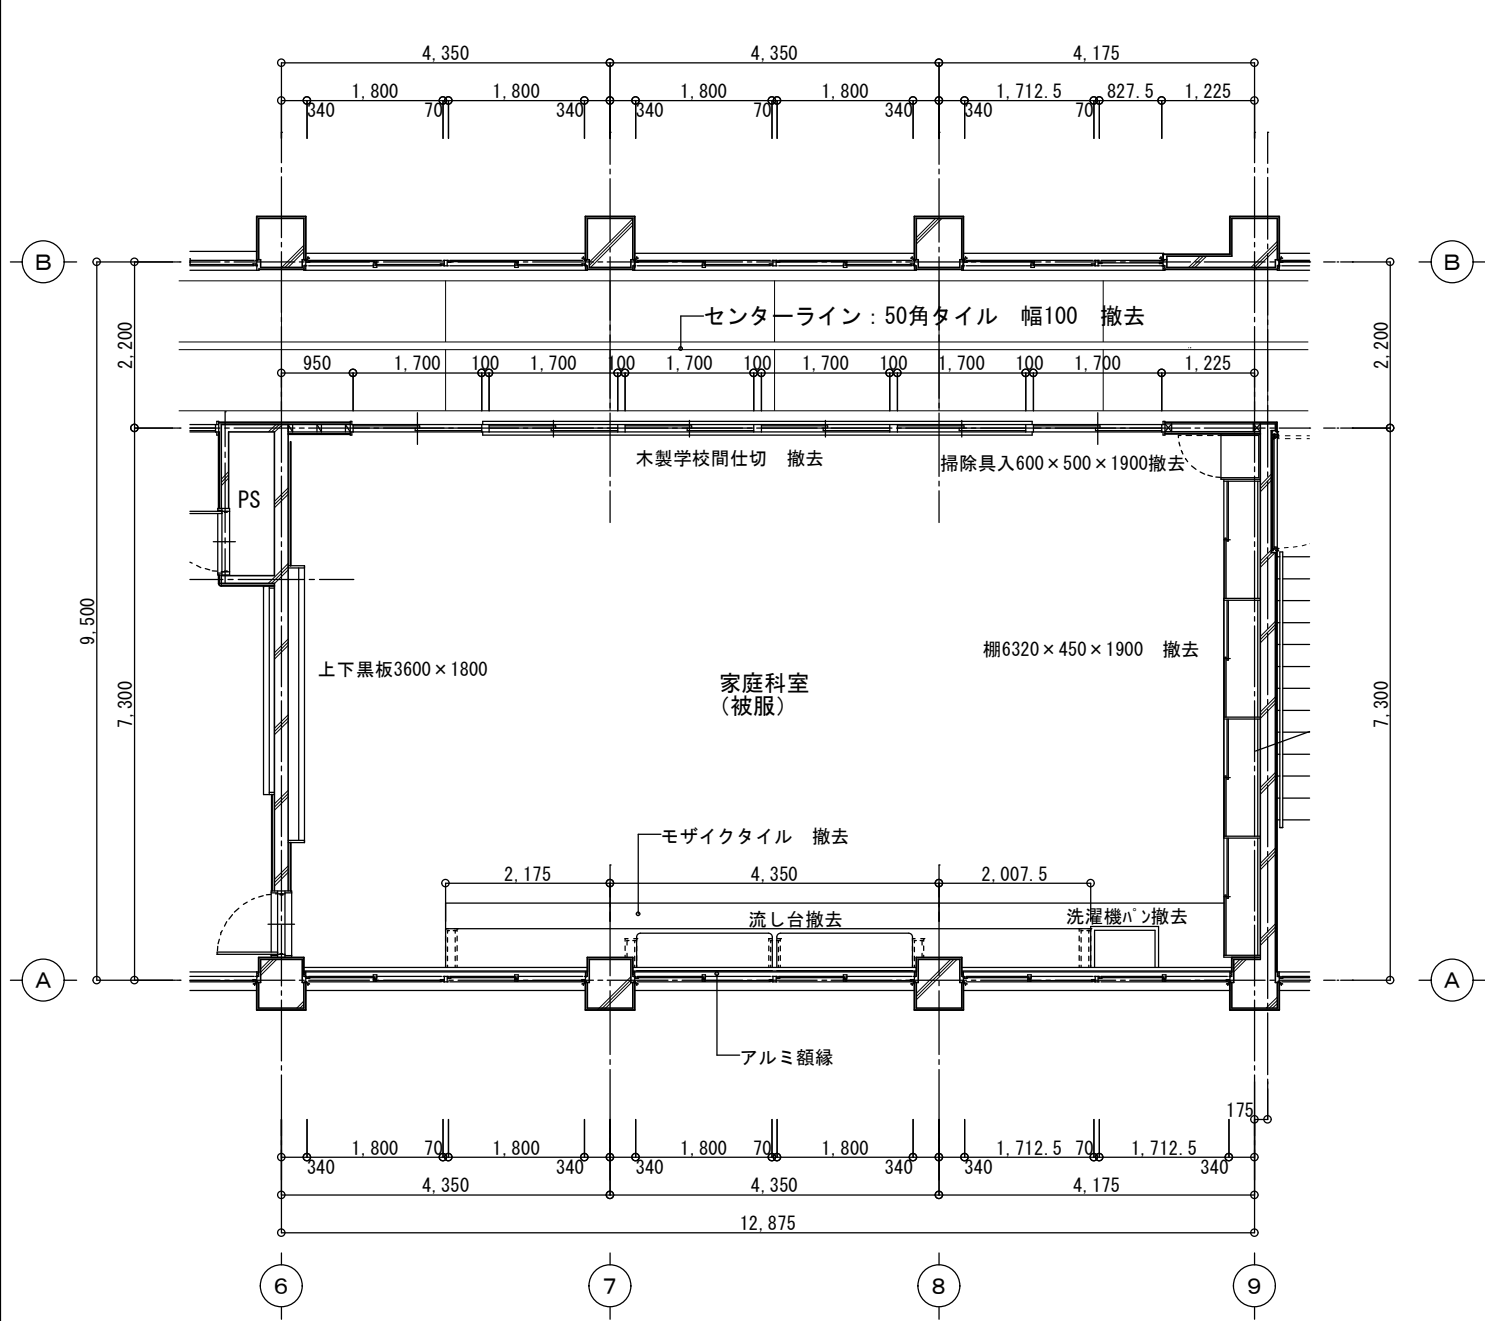 4,350 4,350 4,175
1,800 1,800 1,800 1,800 1,712.5 827.5 1,225
340 70 340 340 70 340 340 70
B B
センターライン：50角タイル 幅100 撤去
2,200 2,200
950 1,700 100 1,700 100 1,700 100 1,700 100 1,700 100 1,700 1,225
木製学校間仕切 撤去
掃除具入600×500×1900撤去
PS
9,500
7,300 7,300
上下黒板3600×1800
棚6320×450×1900 撤去
家庭科室
(被服)
モザイクタイル 撤去
2,175 4,350 2,007.5
流し台撤去
洗濯機パン撤去
A A
アルミ額縁
175
1,800 70 1,800 1,800 70 1,800 1,712.5 70 1,712.5
340 340 340 340 340 340
4,350 4,350 4,175
12,875
6 7 8 9